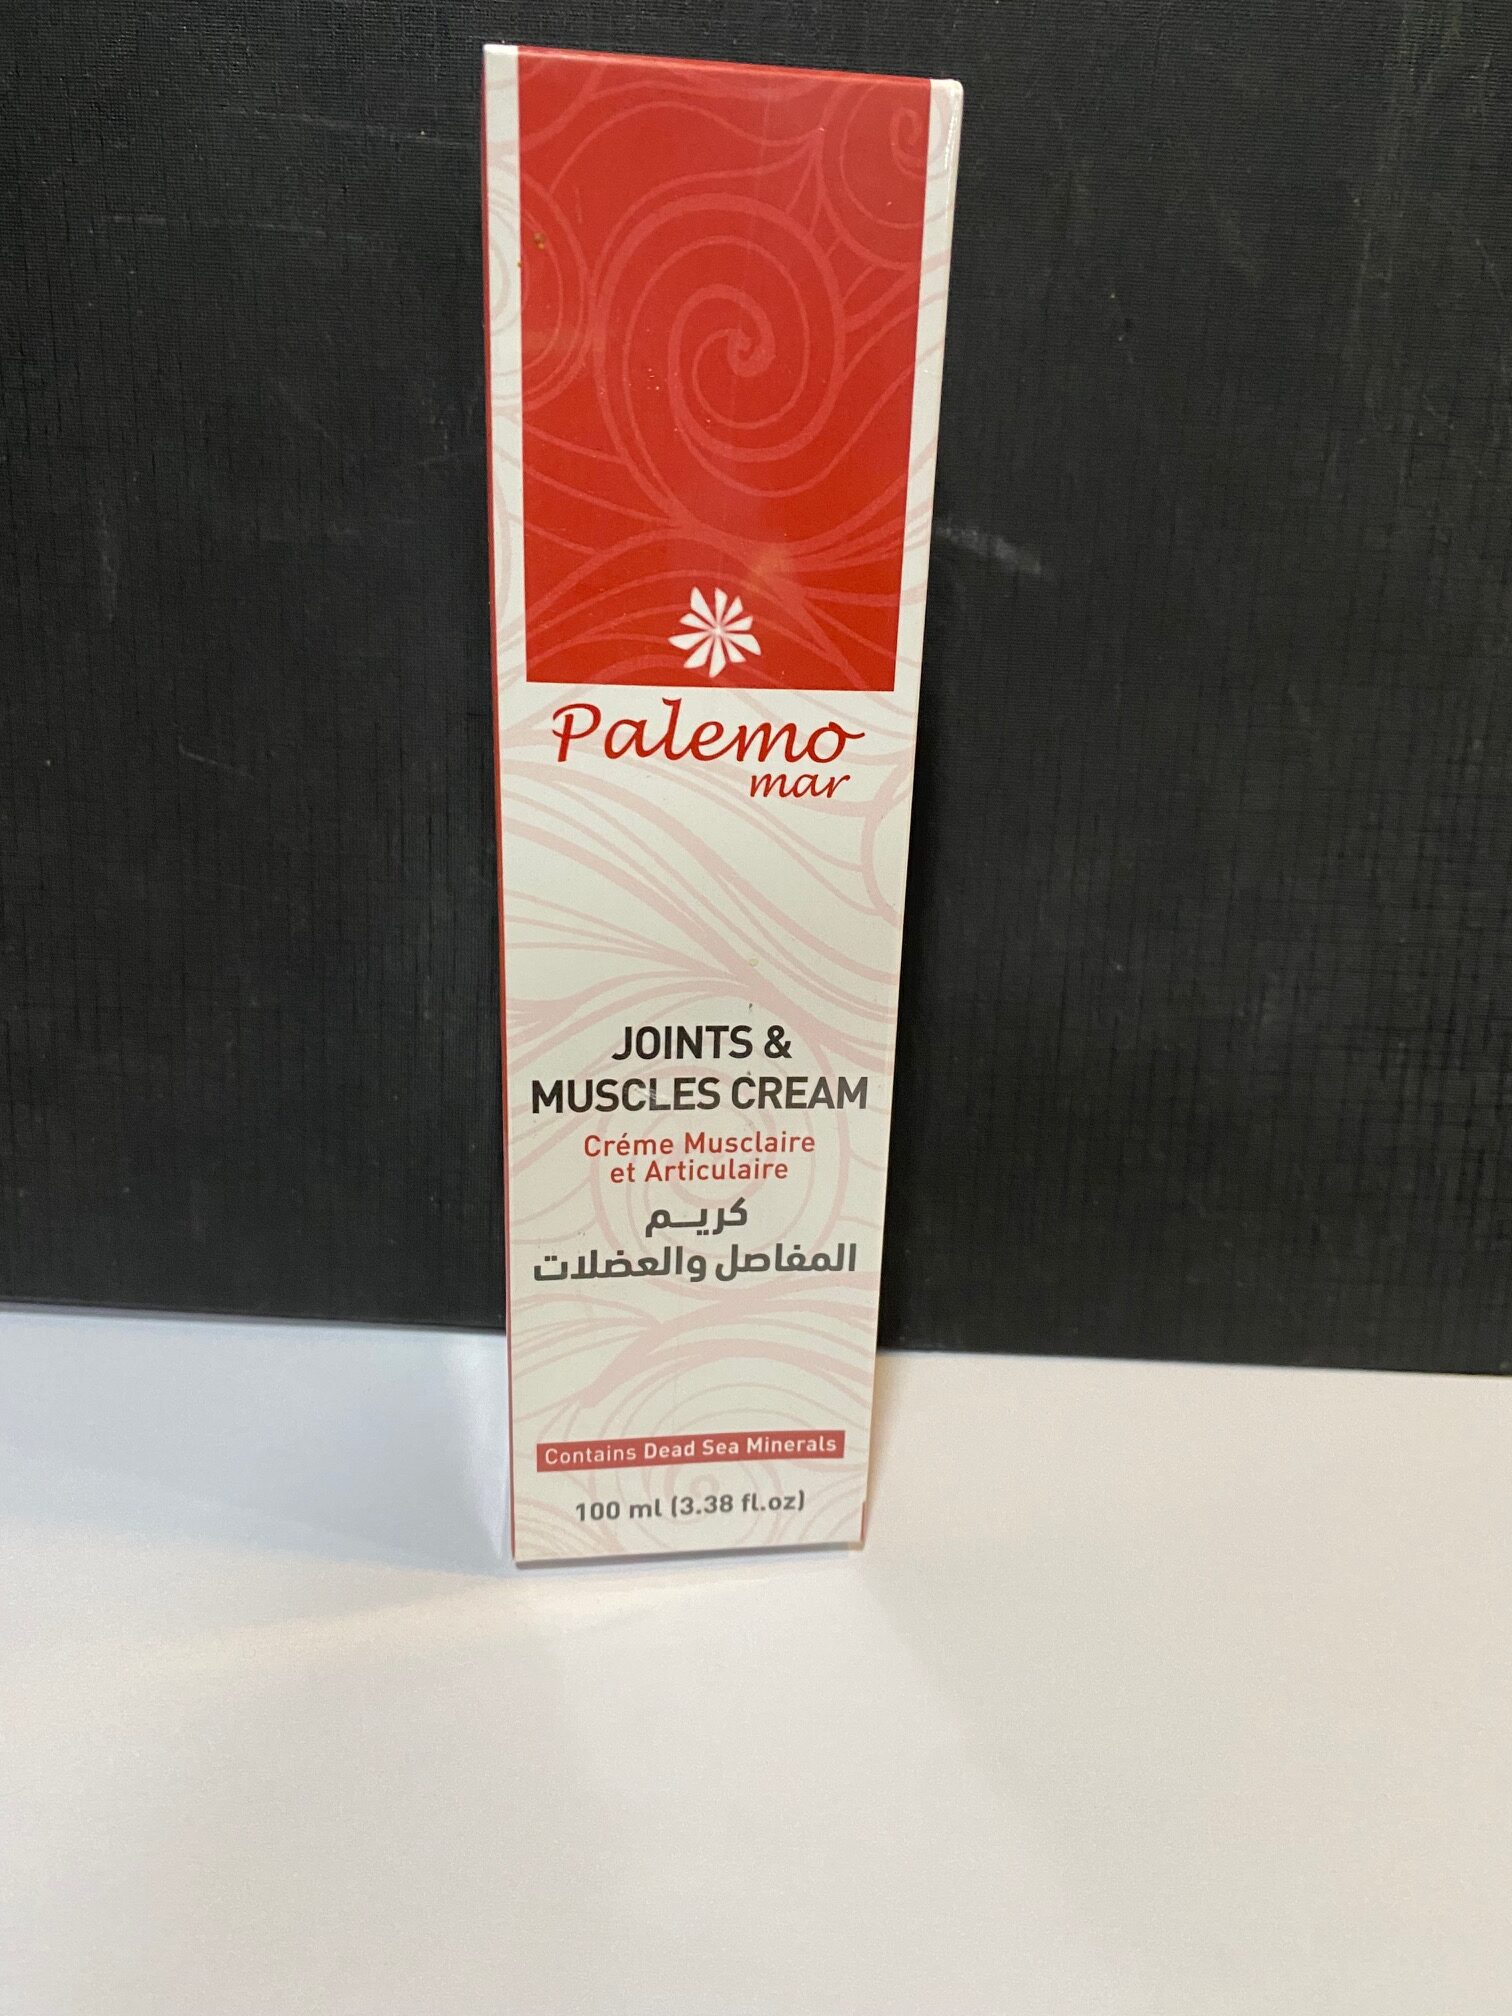 Palemo
mar
JOINTS &
MUSCLES CREAM
Créme Musclaire
et Articulaire
كريم
المفاصل والعضلات
Contains Dead Sea Minerals
100 ml (3.38 fl.oz)